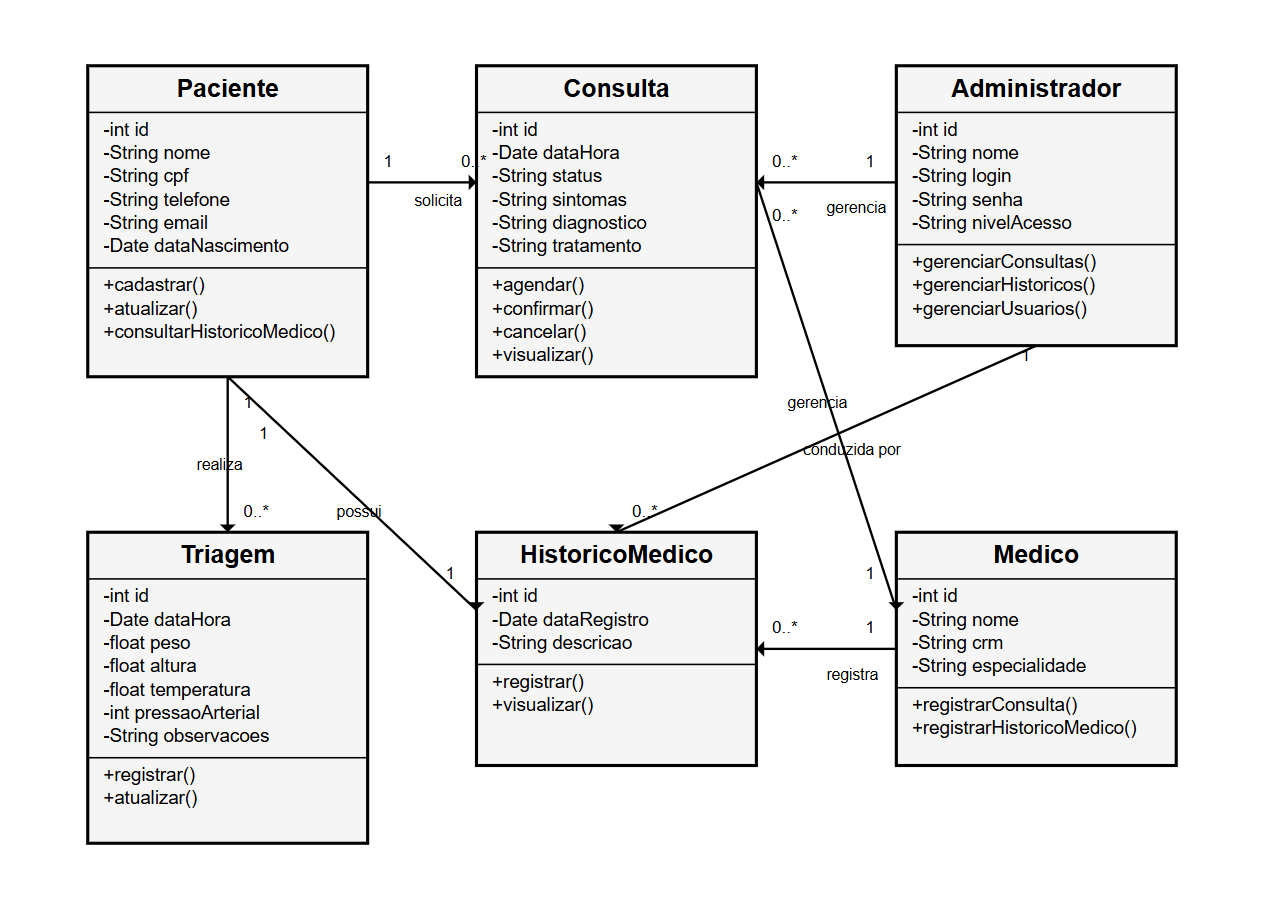 Paciente
-int id
-String nome
-String cpf
-String telefone
-String email
-Date dataNascimento
+cadastrar()
+atualizar()
+consultarHistoricoMedico()
1
0..*
solicita
Consulta
-int id
-Date dataHora
-String status
-String sintomas
-String diagnostico
-String tratamento
+agendar()
+confirmar()
+cancelar()
+visualizar()
0..*
1
gerencia
0..*
Administrador
-int id
-String nome
-String login
-String senha
-String nivelAcesso
+gerenciarConsultas()
+gerenciarHistoricos()
+gerenciarUsuarios()
1
1
1
gerencia
conduzida por
realiza
0..*
possui
0..*
1
1
Triagem
-int id
-Date dataHora
-float peso
-float altura
-float temperatura
-int pressaoArterial
-String observacoes
+registrar()
+atualizar()
HistoricoMedico
-int id
-Date dataRegistro
-String descricao
+registrar()
+visualizar()
0..*
1
registra
Medico
-int id
-String nome
-String crm
-String especialidade
+registrarConsulta()
+registrarHistoricoMedico()